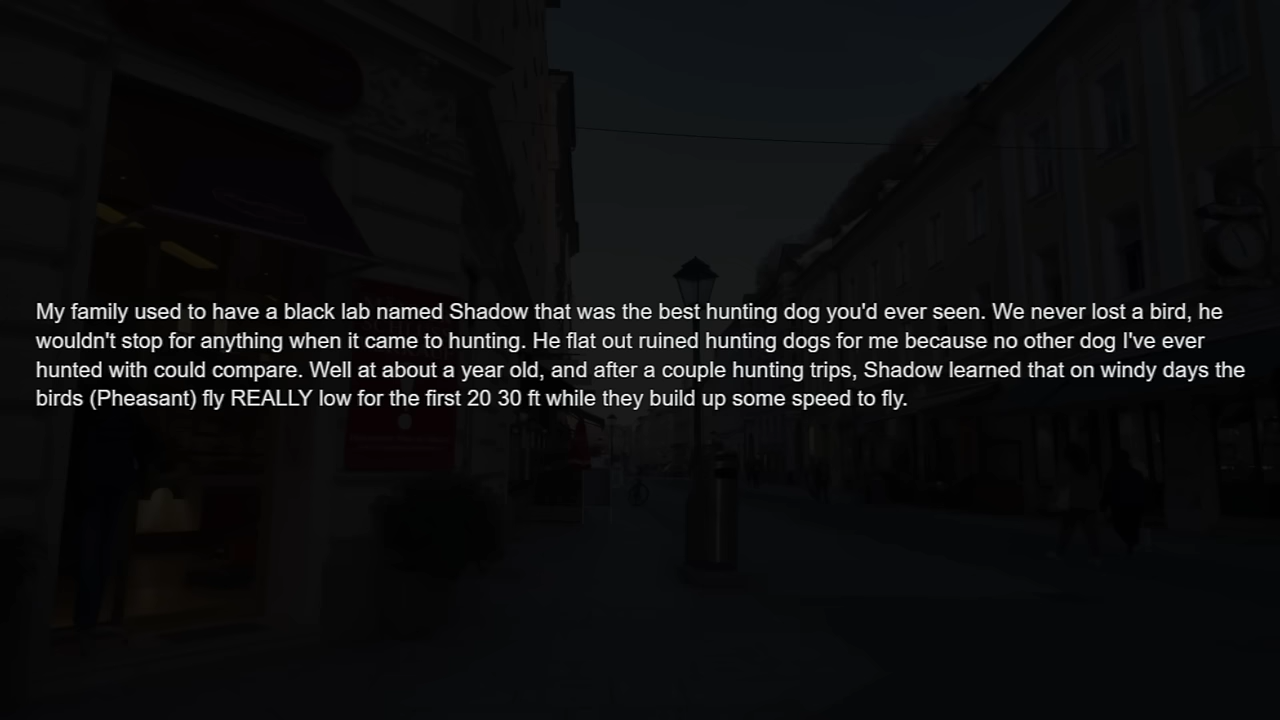 My family used to have a black lab named Shadow that was the best hunting dog you'd ever seen. We never lost a bird, he
wouldn't stop for anything when it came to hunting. He flat out ruined hunting dogs for me because no other dog I've ever
hunted with could compare. Well at about a year old, and after a couple hunting trips, Shadow learned that on windy days the
birds (Pheasant) fly REALLY low for the first 20 30 ft while they build up some speed to fly.